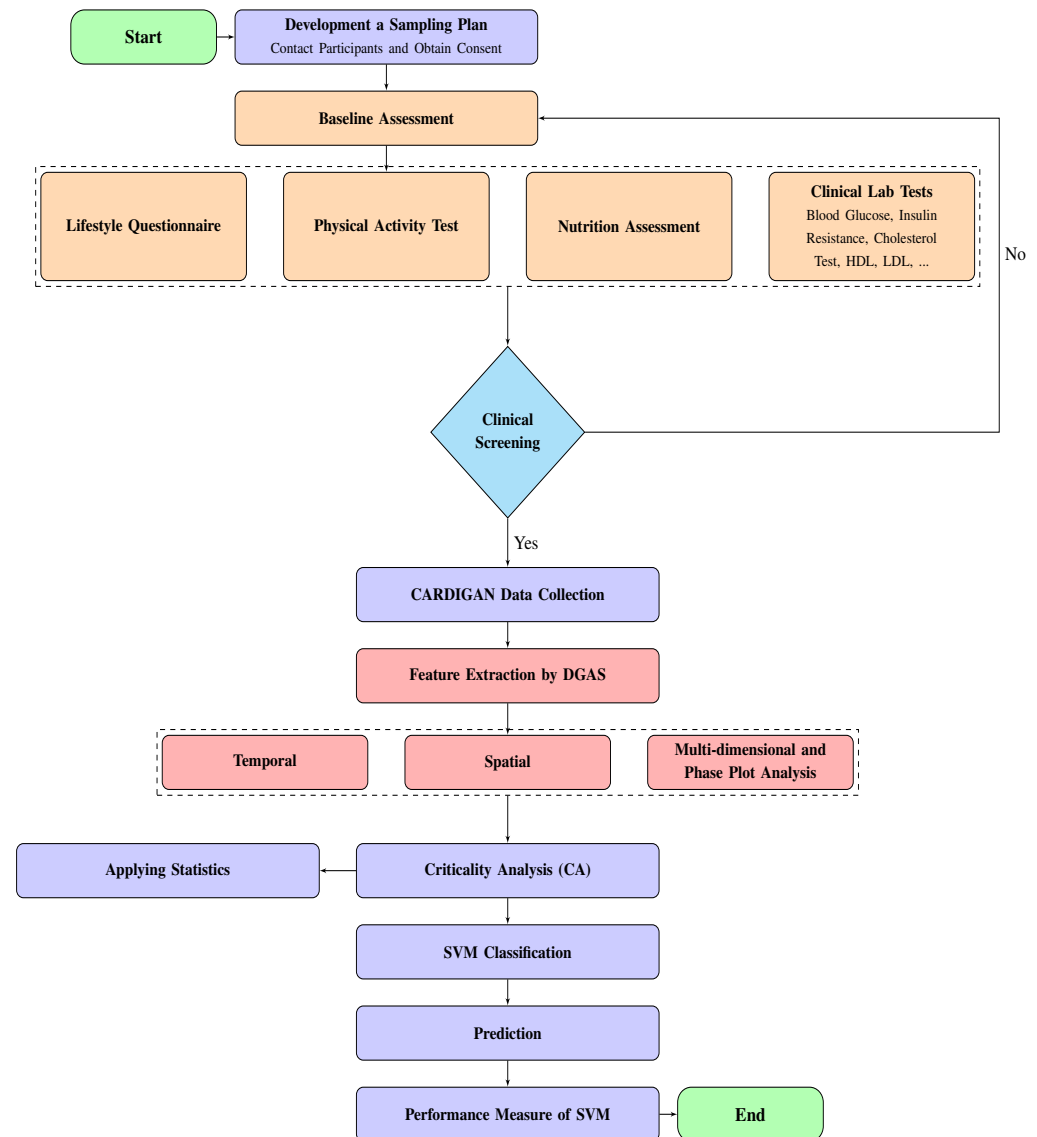 Start
Development a Sampling Plan
Contact Participants and Obtain Consent
Baseline Assessment
Lifestyle Questionnaire
Physical Activity Test
Nutrition Assessment
Clinical Lab Tests
Blood Glucose, Insulin
Resistance, Cholesterol
Test, HDL, LDL, ...
No
Clinical
Screening
Yes
CARDIGAN Data Collection
Feature Extraction by DGAS
Temporal
Spatial
Multi-dimensional and
Phase Plot Analysis
Applying Statistics
Criticality Analysis (CA)
SVM Classification
Prediction
Performance Measure of SVM
End